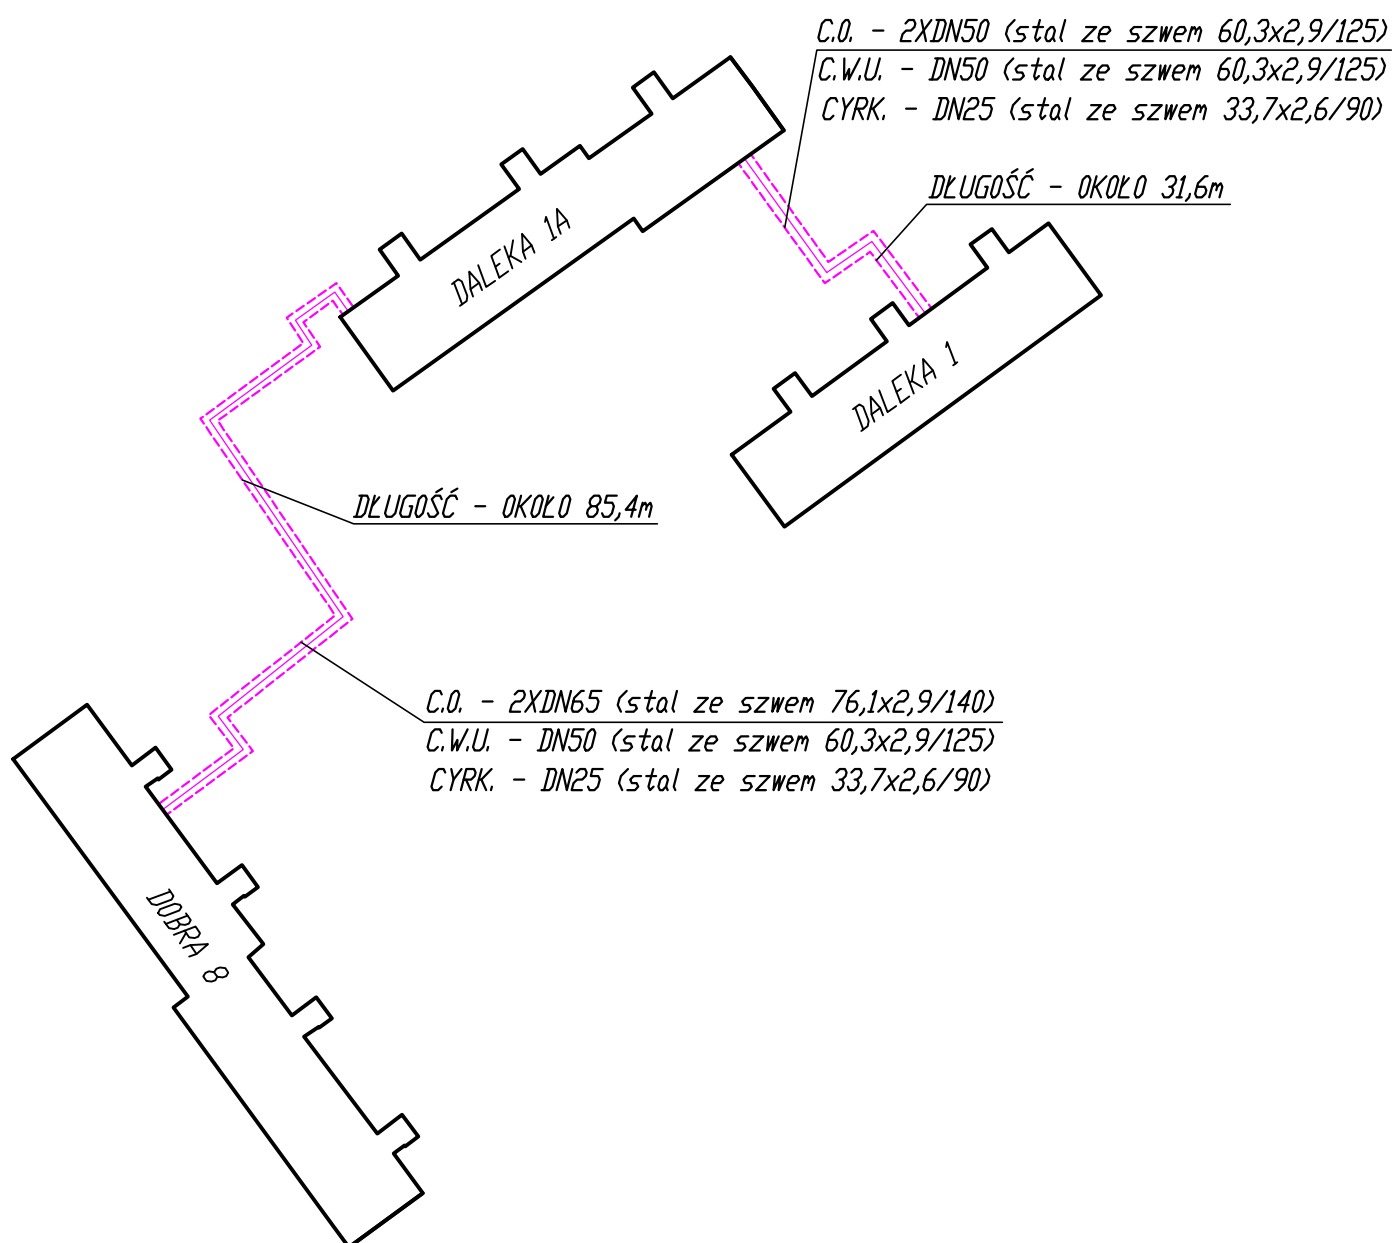 C.O. - 2XDN50 (stal ze szwem 60,3x2,9/125)
C.W.U. - DN50 (stal ze szwem 60,3x2,9/125)
CYRK. - DN25 (stal ze szwem 33,7x2,6/90)
DŁUGOŚĆ - OKOŁO 31,6m
DALEKA 1A
DALEKA 1
DŁUGOŚĆ - OKOŁO 85,4m
C.O. - 2XDN65 (stal ze szwem 76,1x2,9/140)
C.W.U. - DN50 (stal ze szwem 60,3x2,9/125)
CYRK. - DN25 (stal ze szwem 33,7x2,6/90)
DOBRA 8